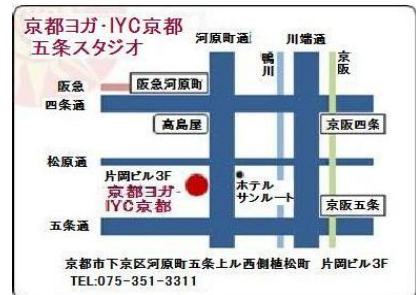 京都ヨガ・IYC京都
五条スタジオ
河原町通
川端通
鴨川
京阪
阪急
阪急河原町
四条通
高島屋
京阪四条
松原通
片岡ビル3F
京都ヨガ・
IYC京都
ホテル
サンルート
京阪五条
五条通
京都市下京区河原町五条上ル西側植松町 片岡ビル3F
TEL:075-351-3311